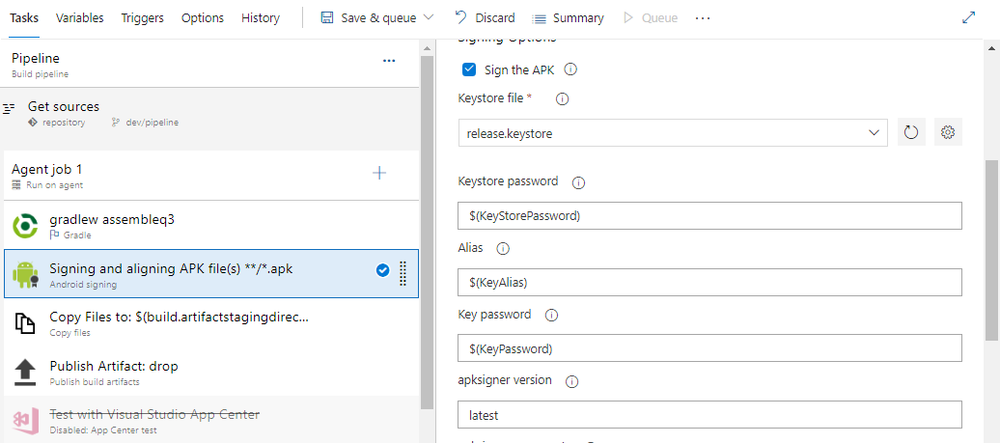 Tasks Variables Triggers Options History Save & queue Discard Summary Queue ...
Pipeline
Build pipeline
Get sources
repository dev/pipeline
Agent job 1
Run on agent
gradlew assembleq3
Gradle
Signing and aligning APK file(s) **/*.apk
Android signing
Copy Files to: $(build.artifactstagingdirec...
Copy files
Publish Artifact: drop
Publish build artifacts
Test with Visual Studio App Center
Disabled: App Center test
Signing Options
Sign the APK
Keystore file *
release.keystore
Keystore password
$(KeyStorePassword)
Alias
$(KeyAlias)
Key password
$(KeyPassword)
apksigner version
latest